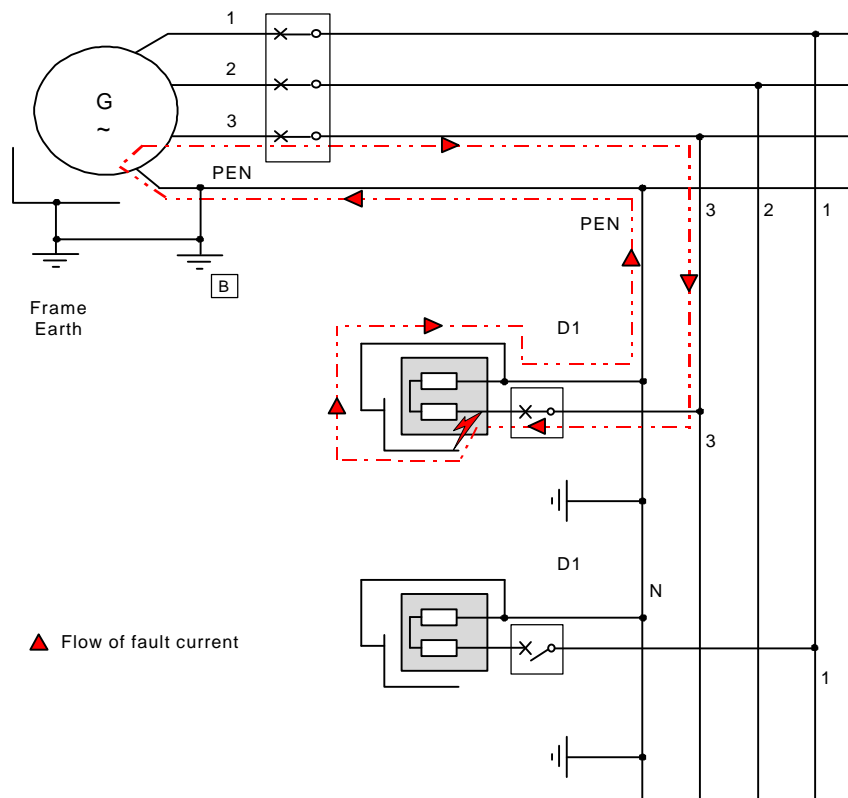 1
G
~
2
3
PEN
3
2
1
PEN
B
Frame
Earth
D1
3
D1
N
Flow of fault current
1